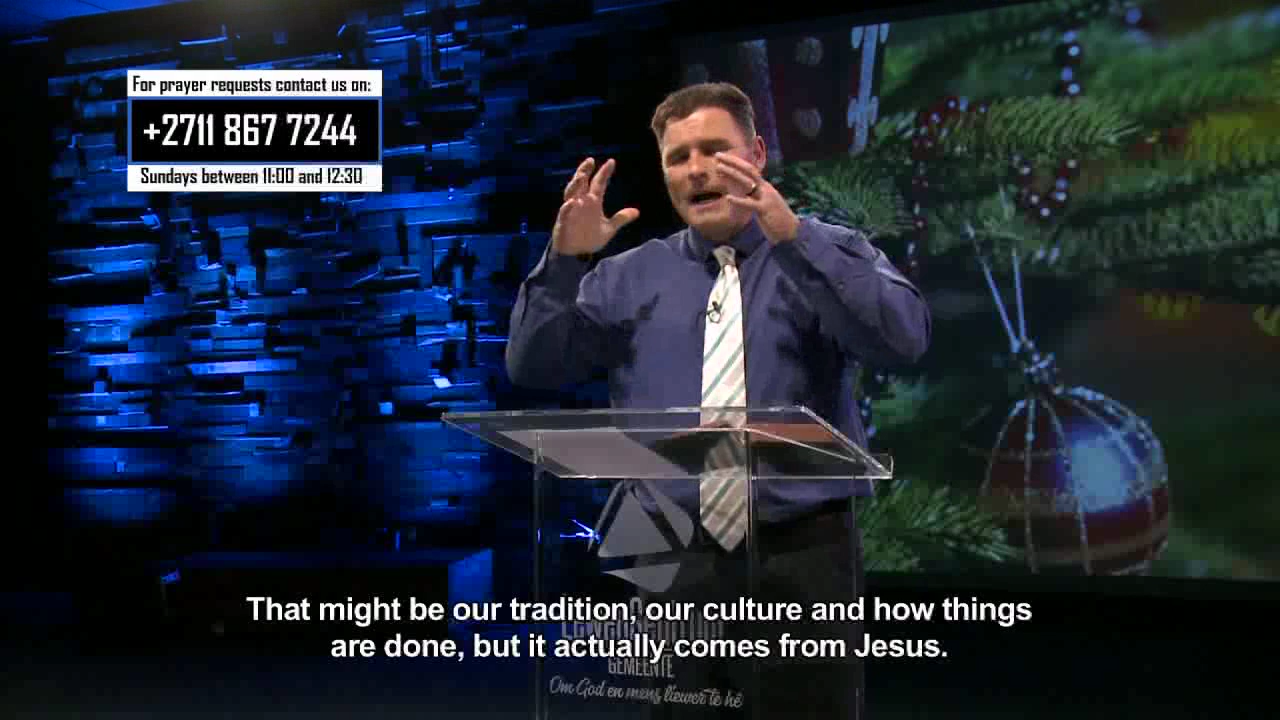 For prayer requests contact us on:
+2711 867 7244
Sundays between 11:00 and 12:30
That might be our tradition, our culture and how things
are done, but it actually comes from Jesus.
GEMEENTE
Om God en mens liewer te hê